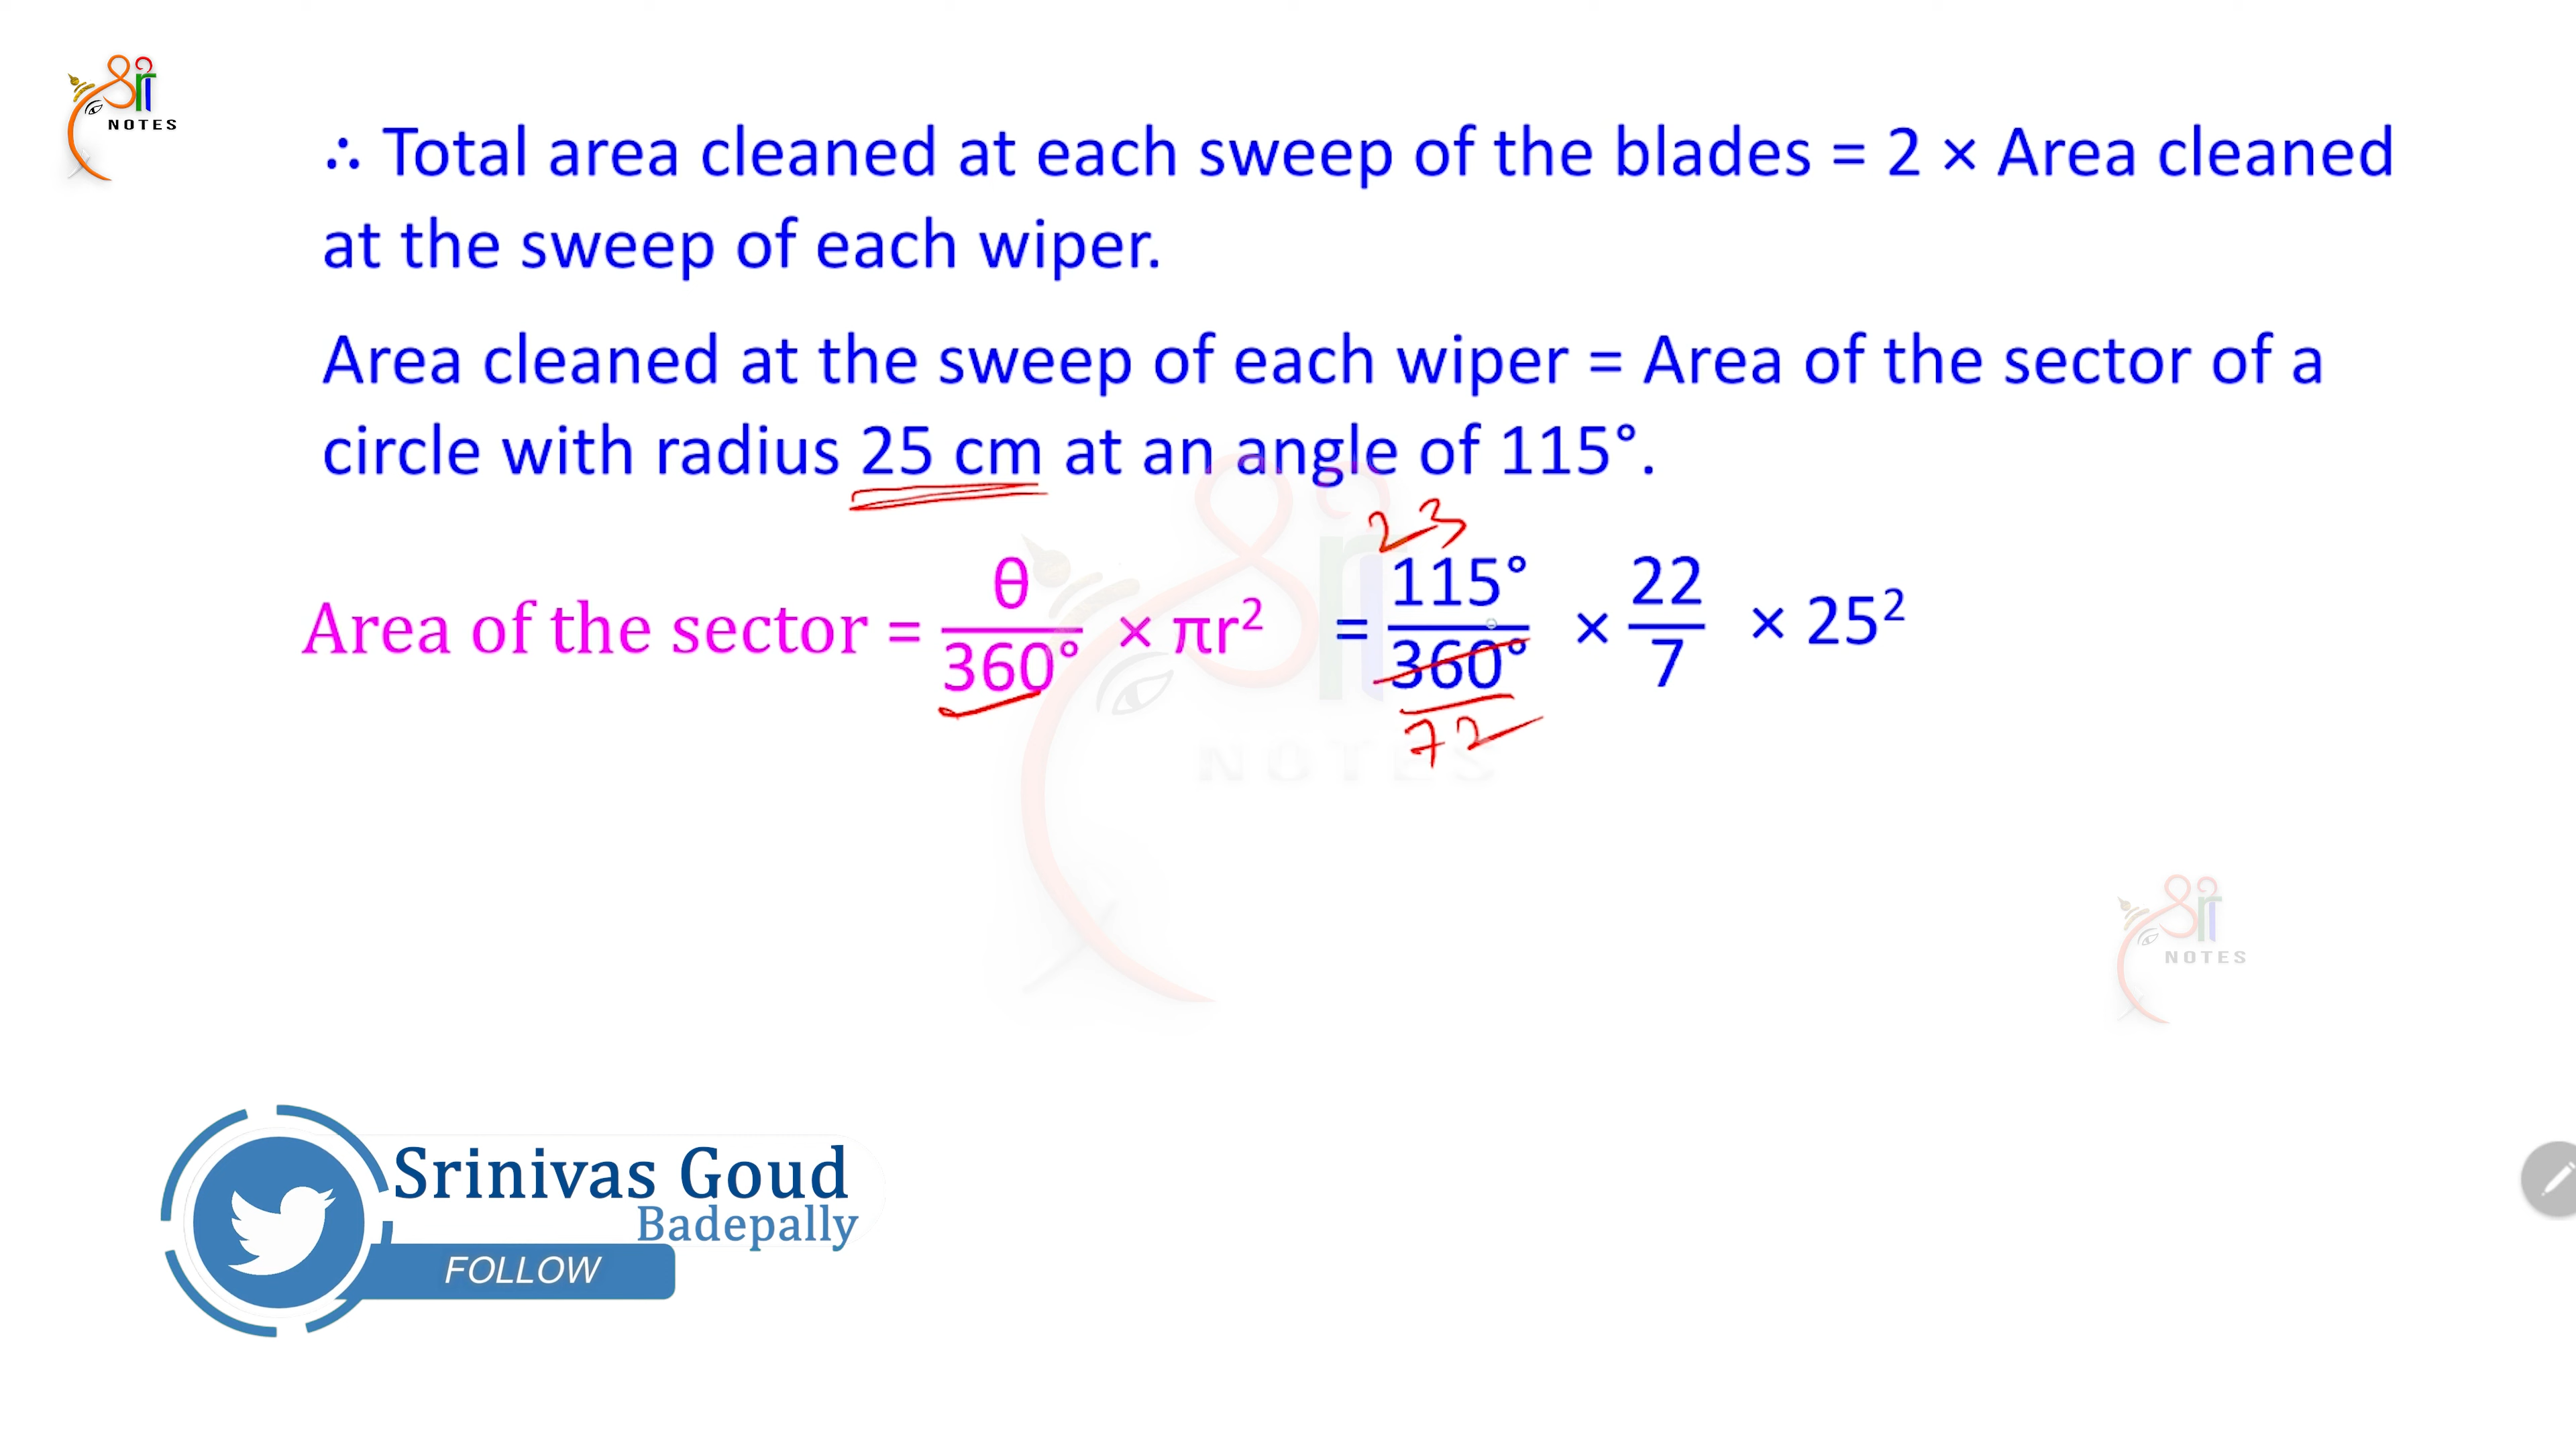 NOTES
∴ Total area cleaned at each sweep of the blades = 2 × Area cleaned
at the sweep of each wiper.
Area cleaned at the sweep of each wiper = Area of the sector of a
circle with radius 25 cm at an angle of 115°.
23
Area of the sector = θ/360° × πr² = 115°/360° × 22/7 × 25²
72
NOTES
NOTES
Srinivas Goud
Badepally
FOLLOW